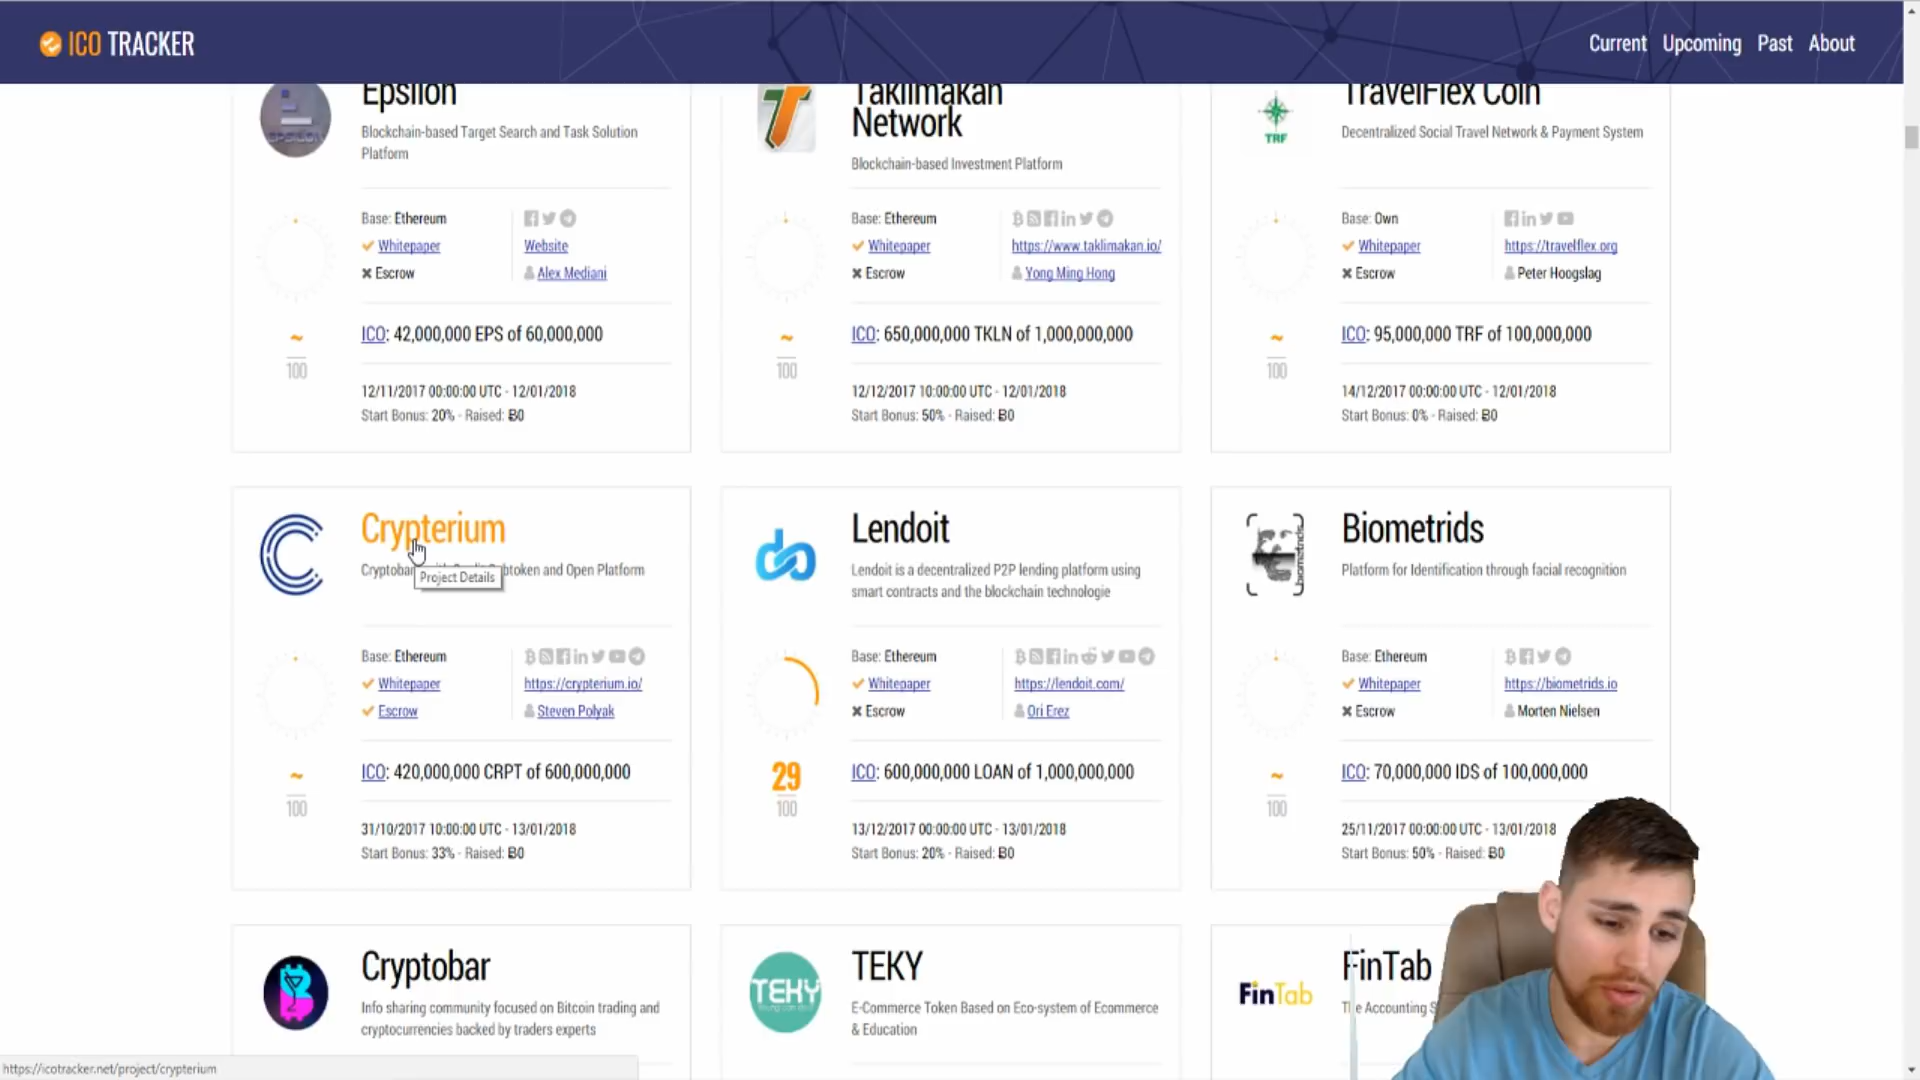 ICO TRACKER
Current Upcoming Past About
Epsilon
Blockchain-based Target Search and Task Solution
Platform
Base: Ethereum
Whitepaper
Website
Escrow
Alex Mediani
~
100
ICO: 42,000,000 EPS of 60,000,000
12/11/2017 00:00:00 UTC - 12/01/2018
Start Bonus: 20% - Raised: Ƀ0
Taklimakan
Network
Blockchain-based Investment Platform
Base: Ethereum
Whitepaper
https://www.taklimakan.io/
Escrow
Yong Ming Hong
~
100
ICO: 650,000,000 TKLN of 1,000,000,000
12/12/2017 10:00:00 UTC - 12/01/2018
Start Bonus: 50% - Raised: Ƀ0
TRF
TravelFlex Coin
Decentralized Social Travel Network & Payment System
Base: Own
Whitepaper
https://travelflex.org
Escrow
Peter Hoogslag
~
100
ICO: 95,000,000 TRF of 100,000,000
14/12/2017 00:00:00 UTC - 12/01/2018
Start Bonus: 0% - Raised: Ƀ0
Crypterium
and Open Platform
Project Details
Base: Ethereum
Whitepaper
https://crypterium.io/
Escrow
Steven Polyak
~
100
ICO: 420,000,000 CRPT of 600,000,000
31/10/2017 10:00:00 UTC - 13/01/2018
Start Bonus: 33% - Raised: Ƀ0
Lendoit
Lendoit is a decentralized P2P lending platform using
smart contracts and the blockchain technologie
Base: Ethereum
Whitepaper
https://lendoit.com/
Escrow
Ori Erez
29
100
ICO: 600,000,000 LOAN of 1,000,000,000
13/12/2017 00:00:00 UTC - 13/01/2018
Start Bonus: 20% - Raised: Ƀ0
biometrids
Biometrids
Platform for Identification through facial recognition
Base: Ethereum
Whitepaper
https://biometrids.io
Escrow
Morten Nielsen
~
100
ICO: 70,000,000 IDS of 100,000,000
25/11/2017 00:00:00 UTC - 13/01/2018
Start Bonus: 50% - Raised: Ƀ0
Cryptobar
Info sharing community focused on Bitcoin trading and
cryptocurrencies backed by traders experts
TEKY
TEKY
E-Commerce Token Based on Eco-system of Ecommerce
& Education
FinTab
FinTab
The Accounting
https://icotracker.net/project/crypterium